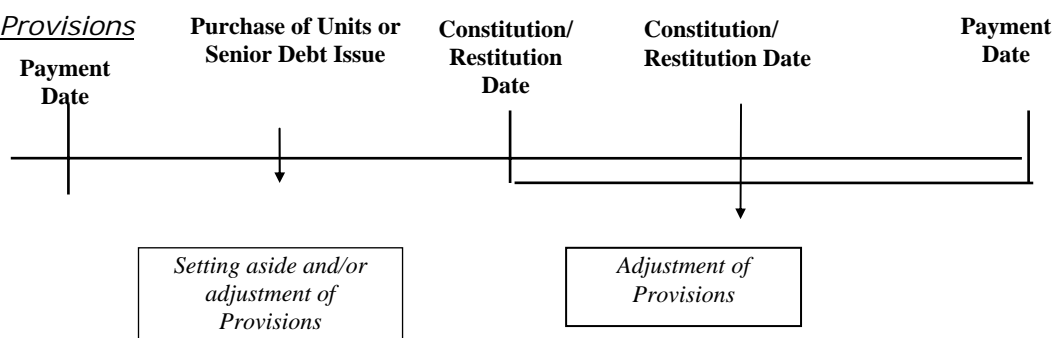 Provisions
Payment
Date
Purchase of Units or
Senior Debt Issue
Constitution/
Restitution
Date
Constitution/
Restitution Date
Payment
Date
Setting aside and/or
adjustment of
Provisions
Adjustment of
Provisions